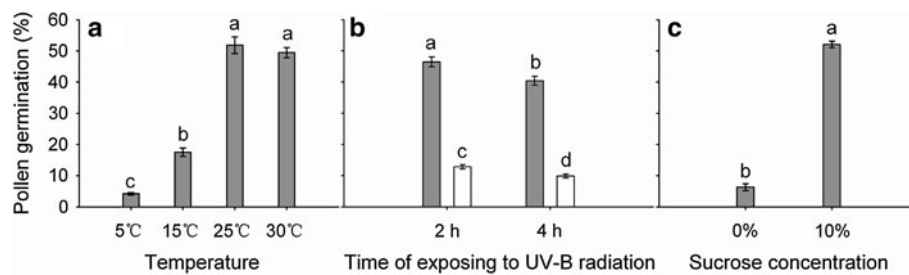 Pollen germination (%)
60
50
40
30
20
10
0
a
c
b
a
a
5℃ 15℃ 25℃ 30℃
Temperature
b
a
c
b
d
2 h 4 h
Time of exposing to UV-B radiation
c
b
a
0% 10%
Sucrose concentration